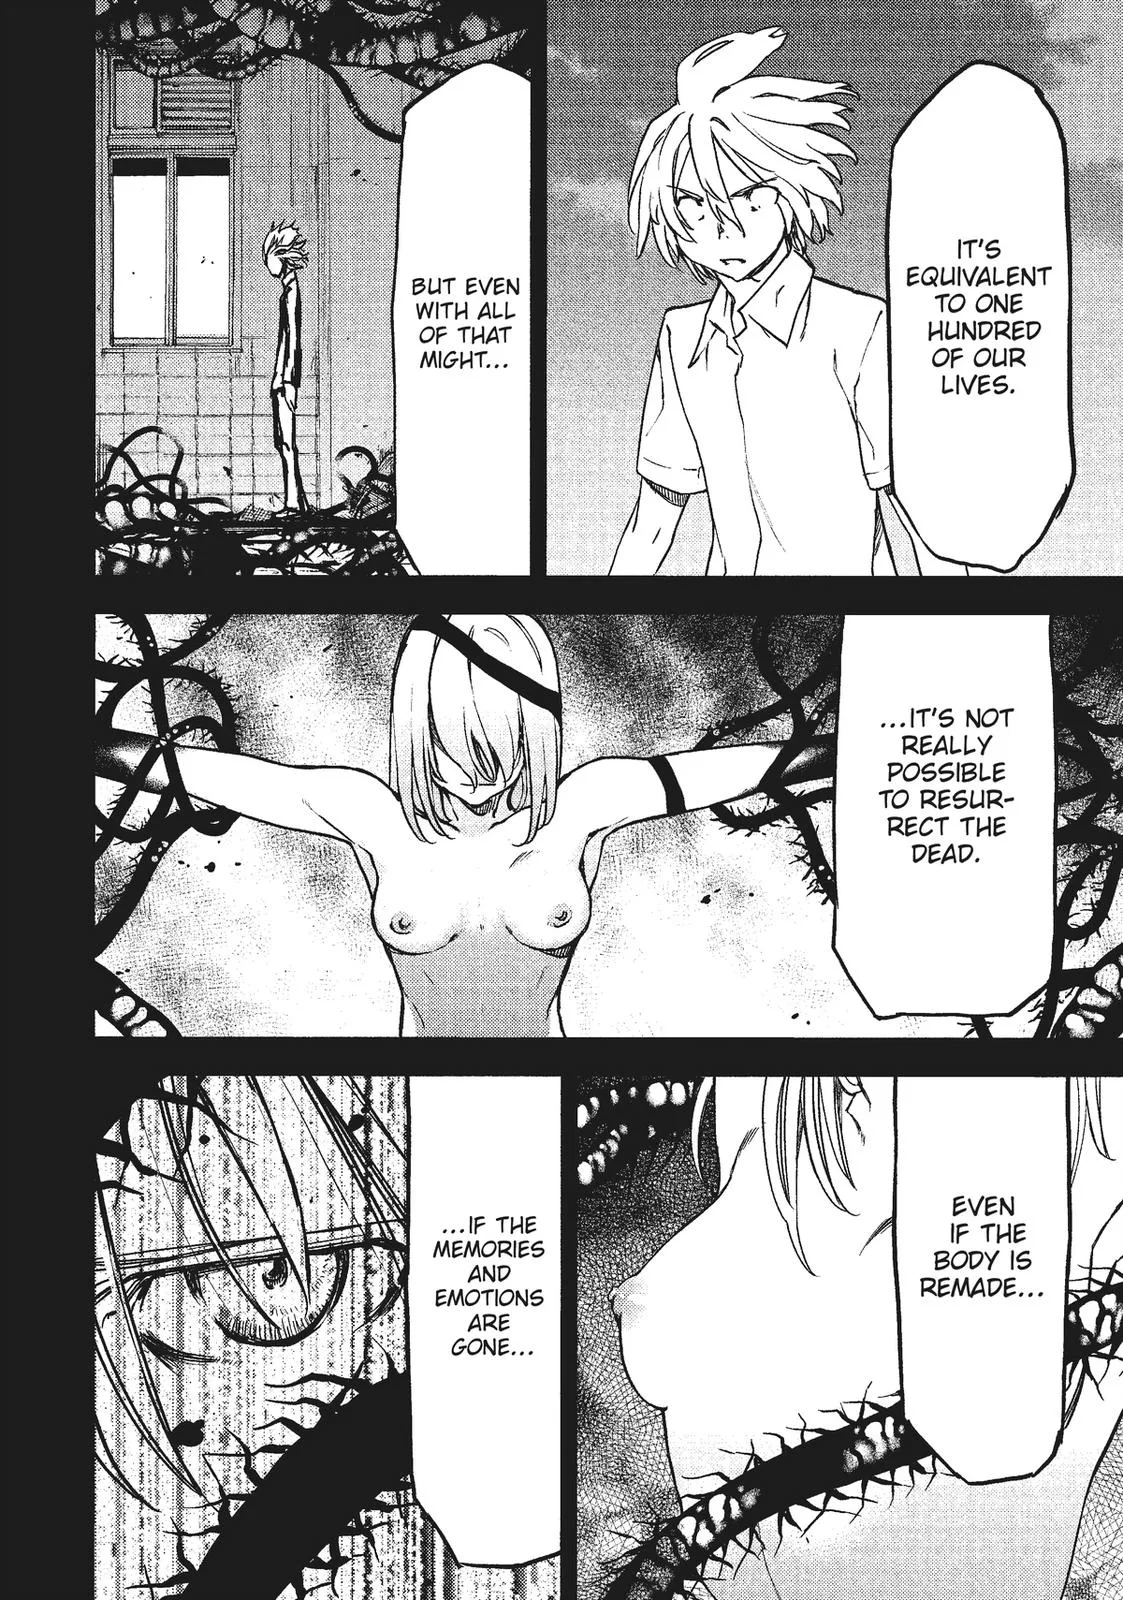 IT'S
EQUIVALENT
TO ONE
HUNDRED
OF OUR
LIVES.
BUT EVEN
WITH ALL
OF THAT
MIGHT...
...IT'S NOT
REALLY
POSSIBLE
TO RESUR-
RECT THE
DEAD.
EVEN
IF THE
BODY IS
REMADE...
...IF THE
MEMORIES
AND
EMOTIONS
ARE
GONE...